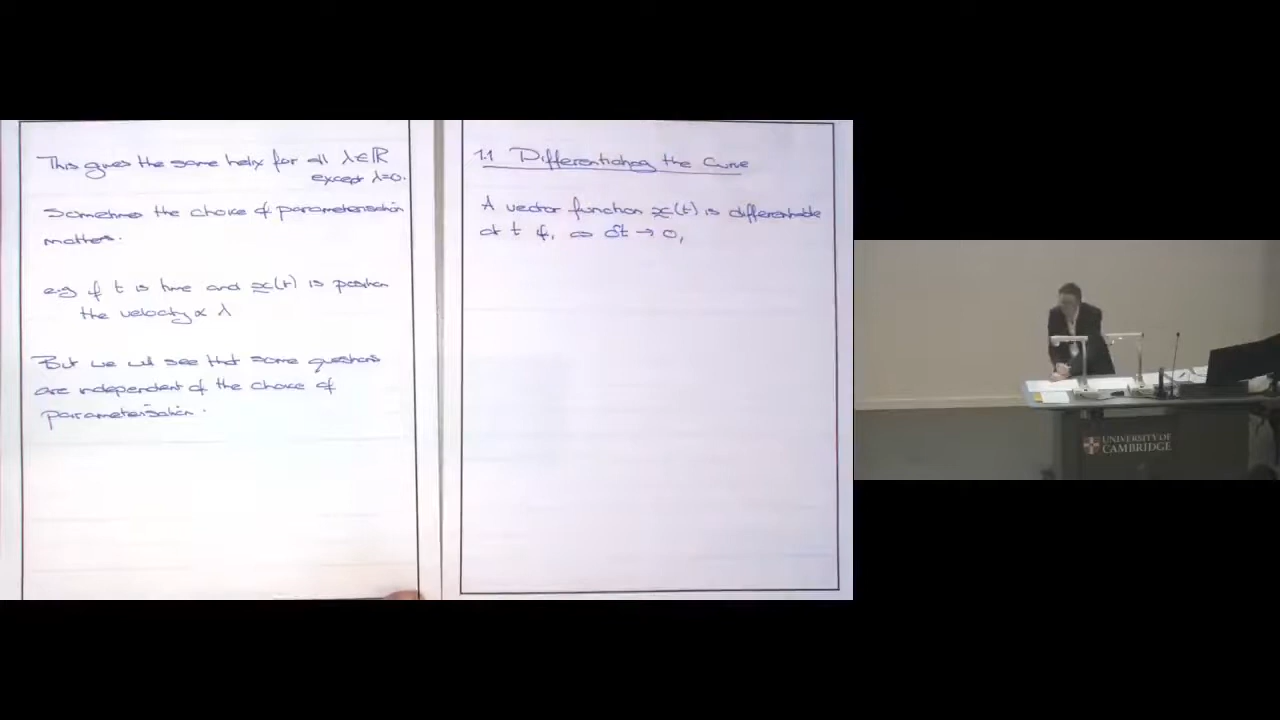 This gives the same helix for all λ∈ℝ
except λ=0.
Sometimes the choice of parameterisation
matters.
e.g. if t is time and x(t) is position
the velocity ∝ λ
But we will see that some questions
are independent of the choice of
parameterisation.
1.1 Differentiating the Curve
A vector function x(t) is differentiable
at t if, as δt → 0,
UNIVERSITY OF
CAMBRIDGE